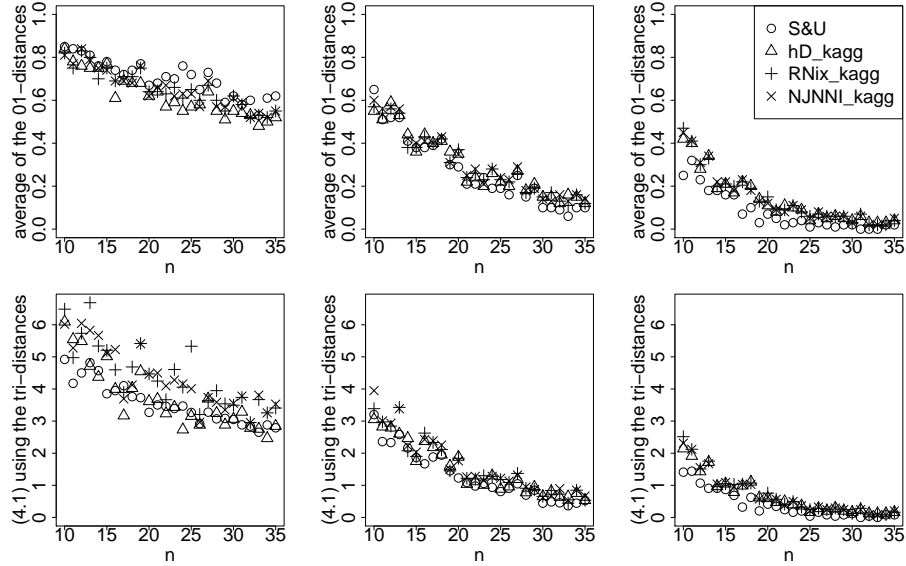 average of the 01-distances
0.0 0.2 0.4 0.6 0.8 1.0
10 15 20 25 30 35
n
average of the 01-distances
0.0 0.2 0.4 0.6 0.8 1.0
10 15 20 25 30 35
n
average of the 01-distances
0.0 0.2 0.4 0.6 0.8 1.0
10 15 20 25 30 35
n
S&U
hD_kagg
RNix_kagg
NJNNI_kagg
(4.1) using the tri-distances
0 1 2 3 4 5 6
10 15 20 25 30 35
n
(4.1) using the tri-distances
0 1 2 3 4 5 6
10 15 20 25 30 35
n
(4.1) using the tri-distances
0 1 2 3 4 5 6
10 15 20 25 30 35
n